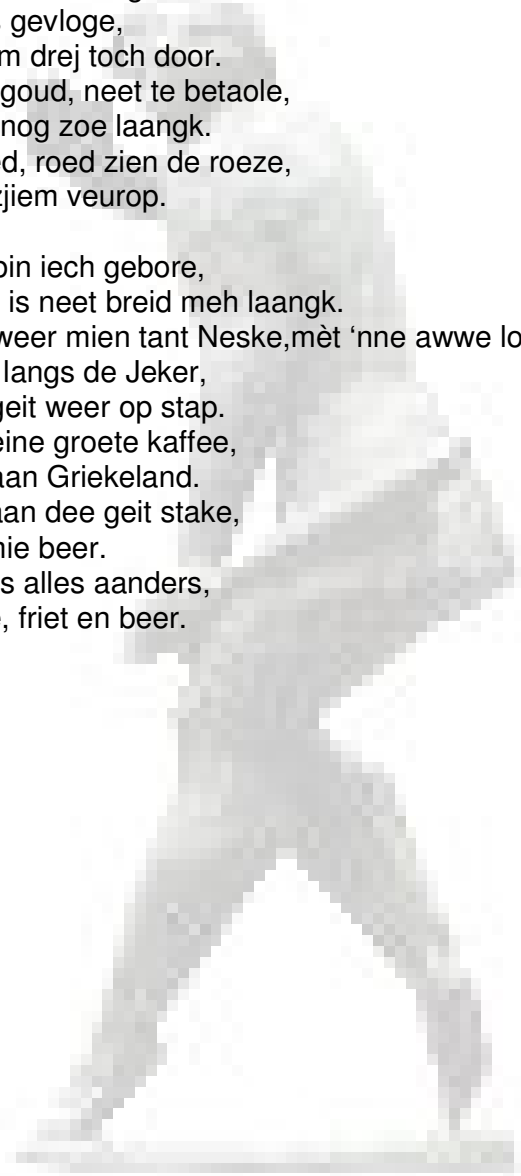 gevloge,
m drej toch door.
goud, neet te betaole,
nog zoe laangk.
ed, roed zien de roeze,
zjiem veurop.
bin iech gebore,
is neet breid meh laangk.
weer mien tant Neske,mèt ‘nne awwe lo
langs de Jeker,
geit weer op stap.
eine groete kaffee,
aan Griekeland.
aan dee geit stake,
nie beer.
s alles aanders,
, friet en beer.